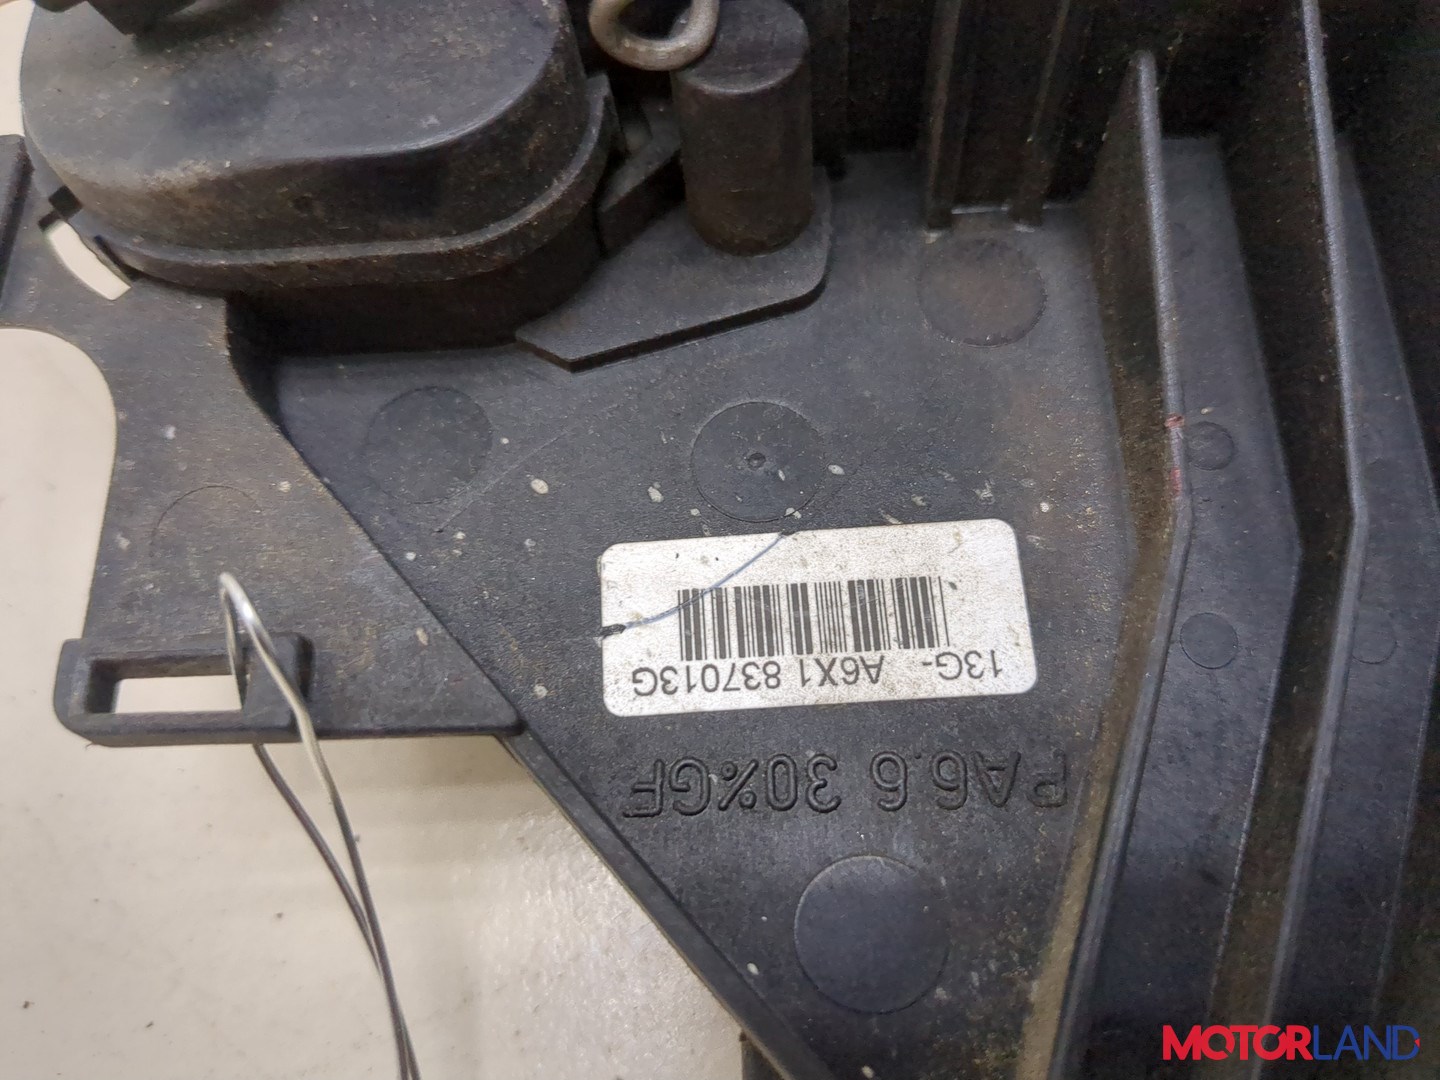 13G- A6X1 837013G
PA6.6 30%GF
MOTORLAND